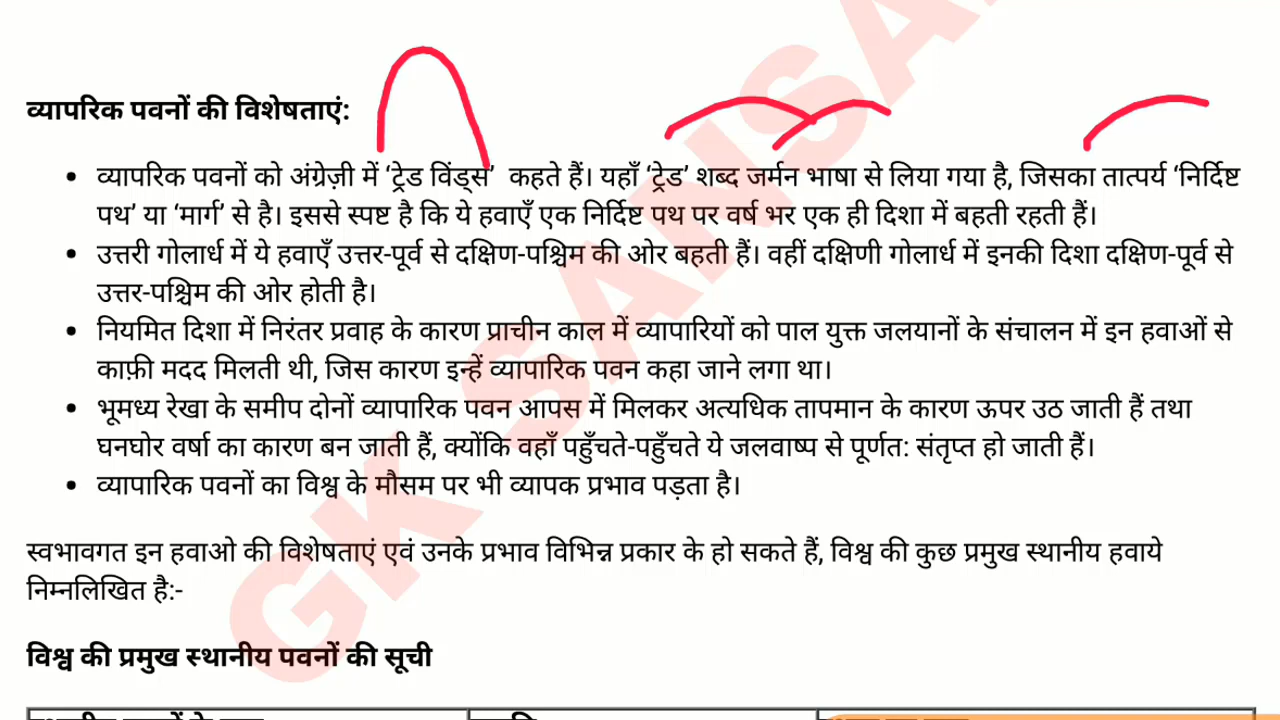 व्यापरिक पवनों की विशेषताएं:
• व्यापरिक पवनों को अंग्रेज़ी में ‘ट्रेड विंड्स’ कहते हैं। यहाँ ‘ट्रेड’ शब्द जर्मन भाषा से लिया गया है, जिसका तात्पर्य ‘निर्दिष्ट
पथ’ या ‘मार्ग’ से है। इससे स्पष्ट है कि ये हवाएँ एक निर्दिष्ट पथ पर वर्ष भर एक ही दिशा में बहती रहती हैं।
• उत्तरी गोलार्ध में ये हवाएँ उत्तर-पूर्व से दक्षिण-पश्चिम की ओर बहती हैं। वहीं दक्षिणी गोलार्ध में इनकी दिशा दक्षिण-पूर्व से
उत्तर-पश्चिम की ओर होती है।
• नियमित दिशा में निरंतर प्रवाह के कारण प्राचीन काल में व्यापारियों को पाल युक्त जलयानों के संचालन में इन हवाओं से
काफ़ी मदद मिलती थी, जिस कारण इन्हें व्यापारिक पवन कहा जाने लगा था।
• भूमध्य रेखा के समीप दोनों व्यापारिक पवन आपस में मिलकर अत्यधिक तापमान के कारण ऊपर उठ जाती हैं तथा
घनघोर वर्षा का कारण बन जाती हैं, क्योंकि वहाँ पहुँचते-पहुँचते ये जलवाष्प से पूर्णत: संतृप्त हो जाती हैं।
• व्यापारिक पवनों का विश्व के मौसम पर भी व्यापक प्रभाव पड़ता है।
स्वभावगत इन हवाओ की विशेषताएं एवं उनके प्रभाव विभिन्न प्रकार के हो सकते हैं, विश्व की कुछ प्रमुख स्थानीय हवाये
निम्नलिखित है:-
विश्व की प्रमुख स्थानीय पवनों की सूची
GK SANSA